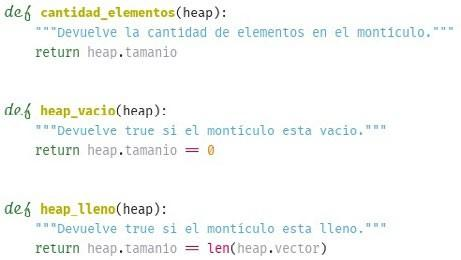 def cantidad_elementos(heap):
    """Devuelve la cantidad de elementos en el montículo."""
    return heap.tamanio
def heap_vacio(heap):
    """Devuelve true si el montículo esta vacio."""
    return heap.tamanio == 0
def heap_lleno(heap):
    """Devuelve true si el montículo esta lleno."""
    return heap.tamanio == len(heap.vector)